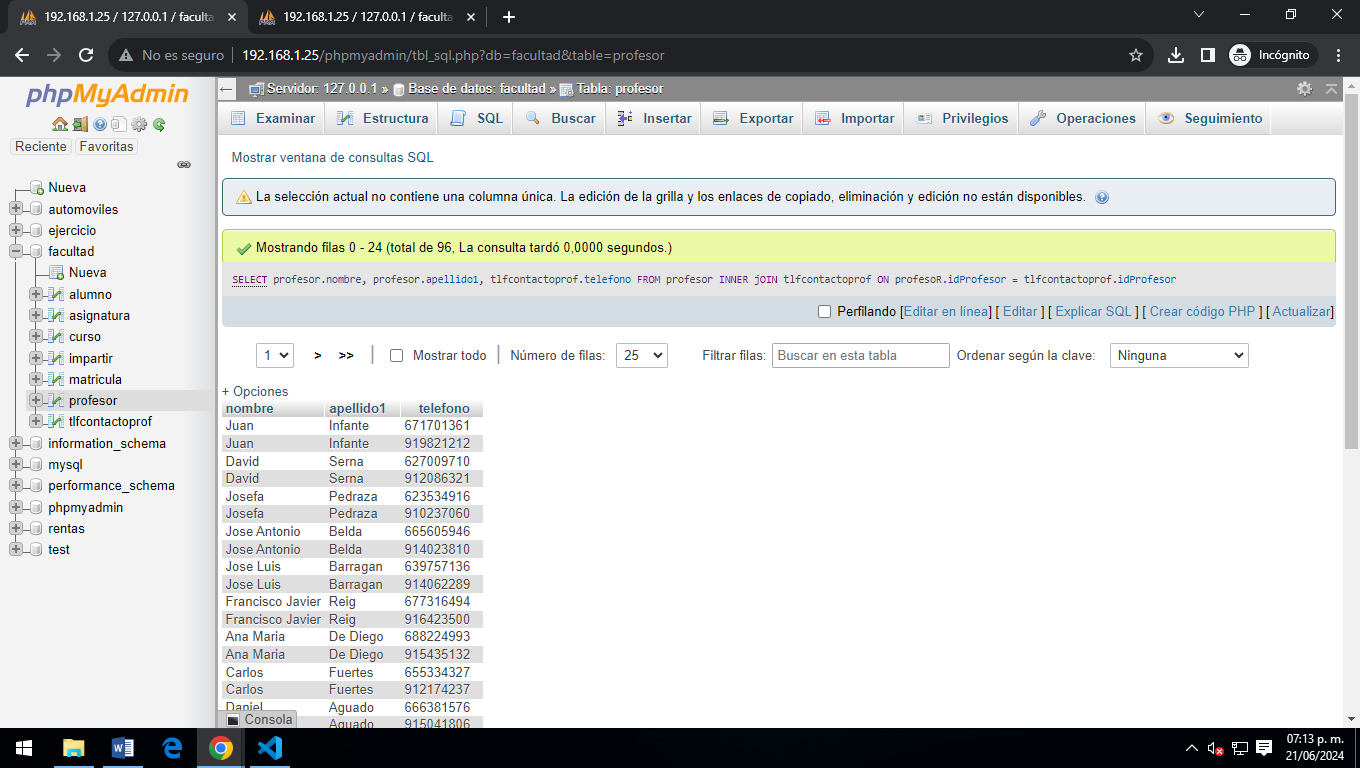 192.168.1.25 / 127.0.0.1 / faculta
192.168.1.25 / 127.0.0.1 / faculta
No es seguro
192.168.1.25/phpmyadmin/tbl_sql.php?db=facultad&table=profesor
Incógnito
phpMyAdmin
Reciente
Favoritas
Nueva
automoviles
ejercicio
facultad
Nueva
alumno
asignatura
curso
impartir
matricula
profesor
tlfcontactoprof
information_schema
mysql
performance_schema
phpmyadmin
rentas
test
Servidor: 127.0.0.1 » Base de datos: facultad » Tabla: profesor
Examinar
Estructura
SQL
Buscar
Insertar
Exportar
Importar
Privilegios
Operaciones
Seguimiento
Mostrar ventana de consultas SQL
La selección actual no contiene una columna única. La edición de la grilla y los enlaces de copiado, eliminación y edición no están disponibles.
Mostrando filas 0 - 24 (total de 96, La consulta tardó 0,0000 segundos.)
SELECT profesor.nombre, profesor.apellido1, tlfcontactoprof.telefono FROM profesor INNER jOIN tlfcontactoprof ON profesoR.idProfesor = tlfcontactoprof.idProfesor
Perfilando [Editar en línea] [ Editar ] [ Explicar SQL ] [ Crear código PHP ] [ Actualizar]
1 > >> | Mostrar todo | Número de filas: 25 Filtrar filas: Buscar en esta tabla Ordenar según la clave: Ninguna
+ Opciones
nombre apellido1 telefono
Juan Infante 671701361
Juan Infante 919821212
David Serna 627009710
David Serna 912086321
Josefa Pedraza 623534916
Josefa Pedraza 910237060
Jose Antonio Belda 665605946
Jose Antonio Belda 914023810
Jose Luis Barragan 639757136
Jose Luis Barragan 914062289
Francisco Javier Reig 677316494
Francisco Javier Reig 916423500
Ana Maria De Diego 688224993
Ana Maria De Diego 915435132
Carlos Fuertes 655334327
Carlos Fuertes 912174237
Daniel Aguado 666381576
Aguado 915041806
Consola
07:13 p. m.
21/06/2024